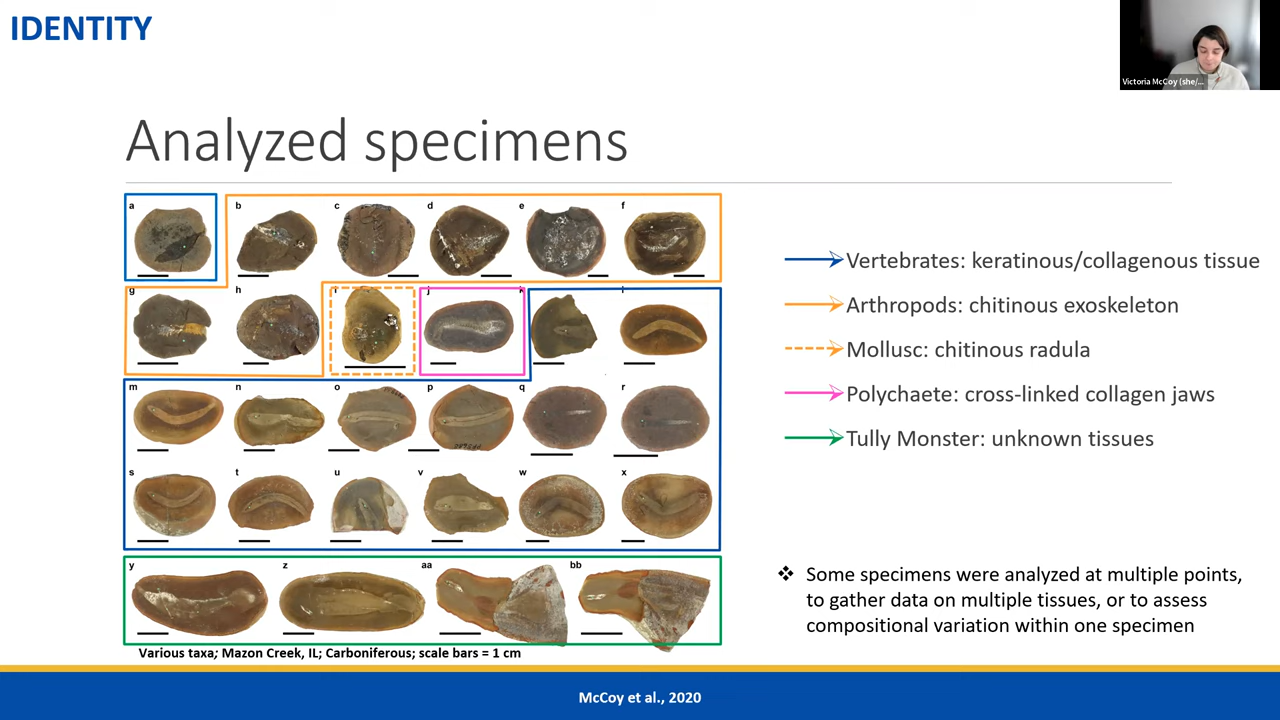 IDENTITY
Victoria McCoy (she/...
Analyzed specimens
a b c d e f
g h i j k l
m n o p q r
s t u v w x
y z aa bb
Vertebrates: keratinous/collagenous tissue
Arthropods: chitinous exoskeleton
Mollusc: chitinous radula
Polychaete: cross-linked collagen jaws
Tully Monster: unknown tissues
❖ Some specimens were analyzed at multiple points,
to gather data on multiple tissues, or to assess
compositional variation within one specimen
Various taxa; Mazon Creek, IL; Carboniferous; scale bars = 1 cm
McCoy et al., 2020